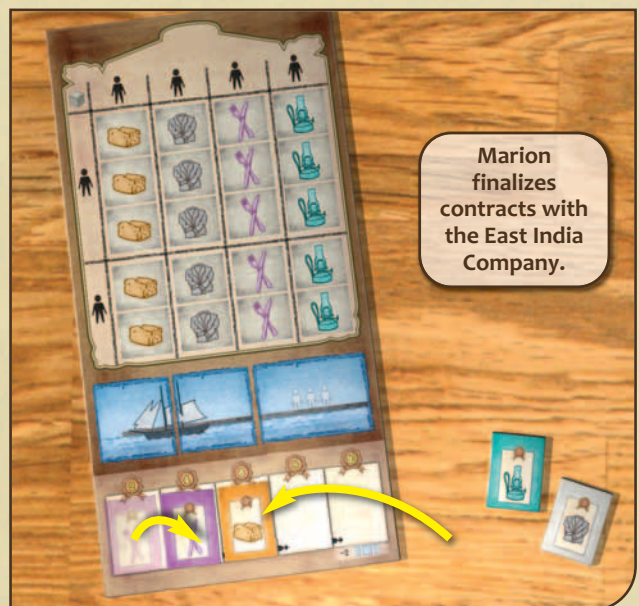 Marion
finalizes
contracts with
the East India
Company.